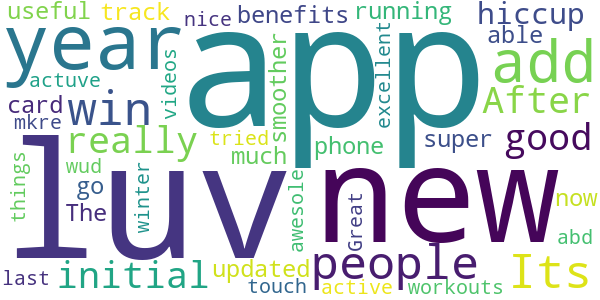 useful track nice benefits running hiccup
year app able
actuve videos smoother excellent add
card win After
mkre really tried super good
much phone
things wud luv new
go The winter awesole Great now
people abd
last initial updated Its
touch active workouts